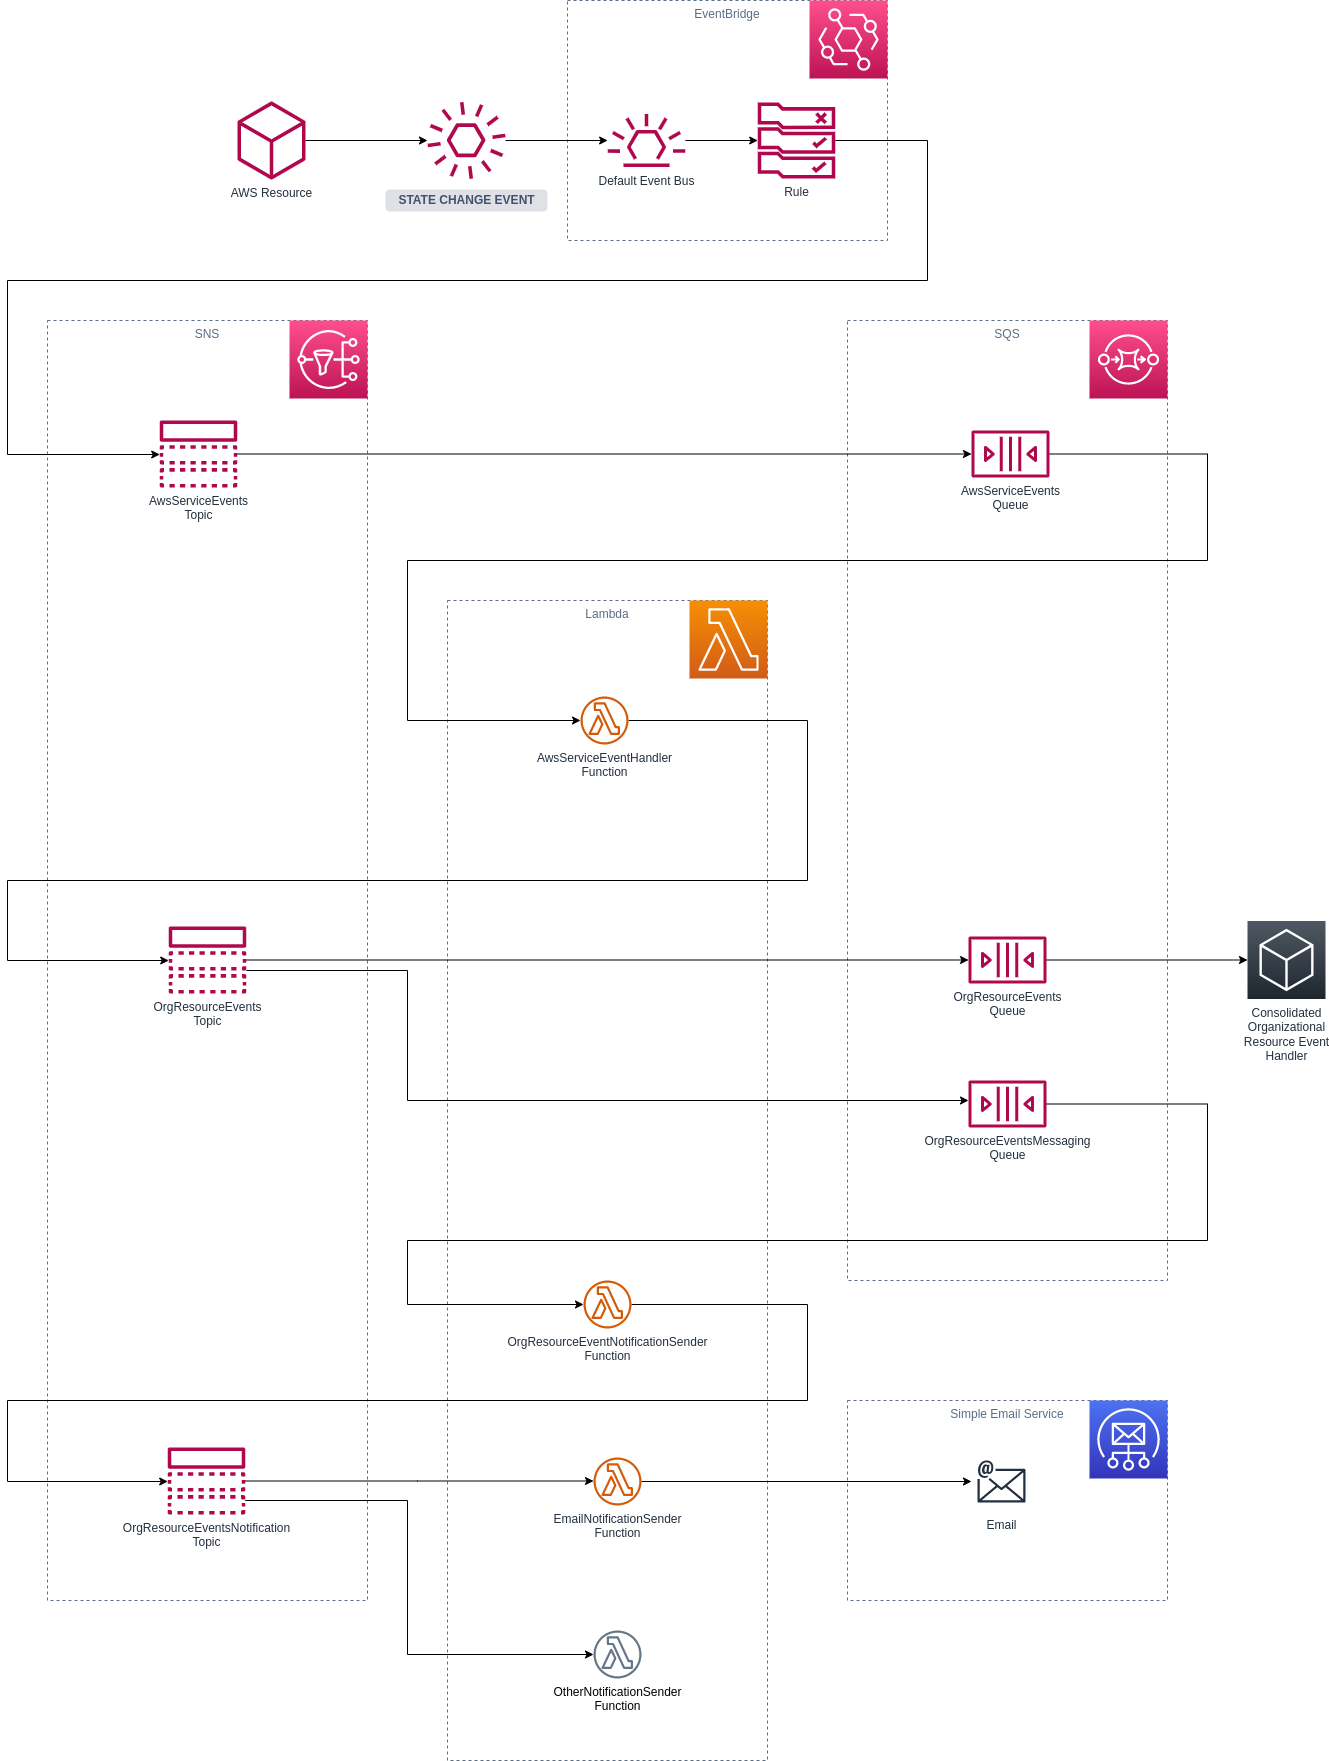 EventBridge
AWS Resource
STATE CHANGE EVENT
Default Event Bus
Rule
SNS
SQS
AwsServiceEvents
Topic
AwsServiceEvents
Queue
Lambda
AwsServiceEventHandler
Function
OrgResourceEvents
Topic
OrgResourceEvents
Queue
Consolidated
Organizational
Resource Event
Handler
OrgResourceEventsMessaging
Queue
OrgResourceEventNotificationSender
Function
Simple Email Service
@
OrgResourceEventsNotification
Topic
EmailNotificationSender
Function
Email
OtherNotificationSender
Function